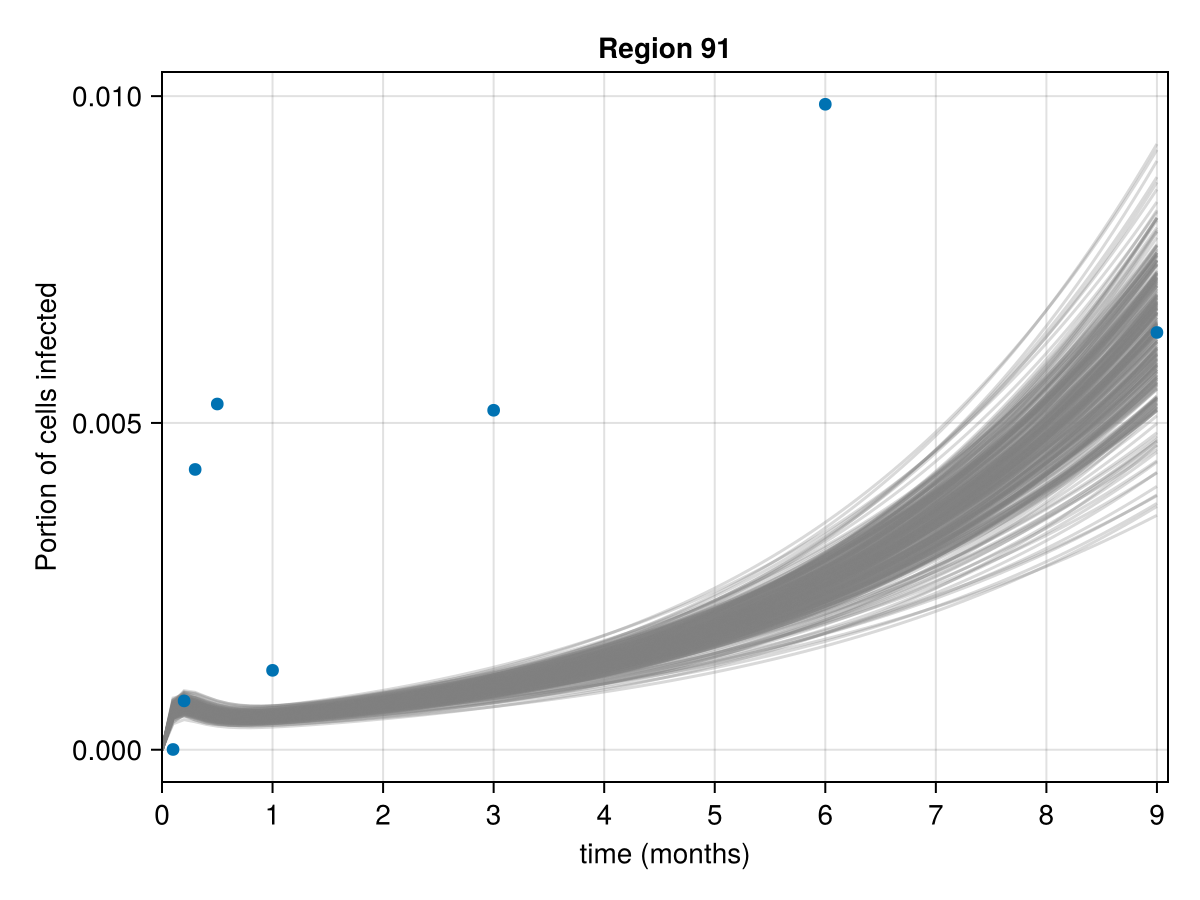 Region 91
0.010
0.005
0.000
Portion of cells infected
0 1 2 3 4 5 6 7 8 9
time (months)